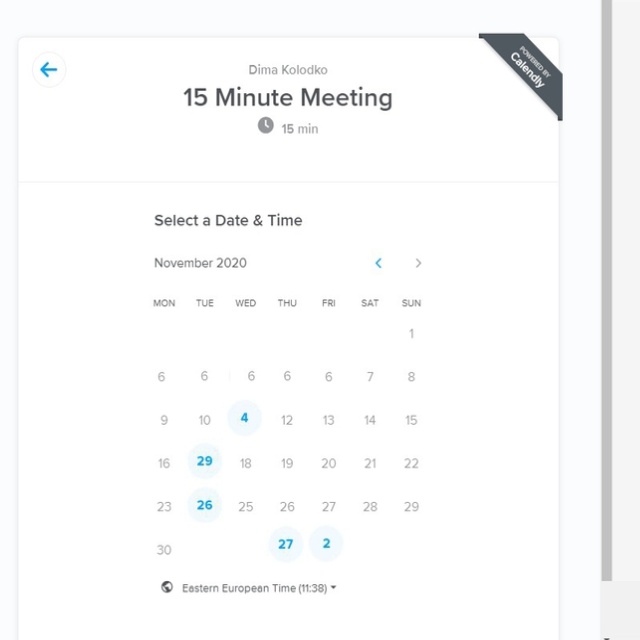 Dima Kolodko
15 Minute Meeting
15 min
POWERED BY
Calendly
Select a Date & Time
November 2020
MON TUE WED THU FRI SAT SUN
1
6 6 6 6 6 7 8
9 10 4 12 13 14 15
16 29 18 19 20 21 22
23 26 25 26 27 28 29
30 27 2
Eastern European Time (11:38)